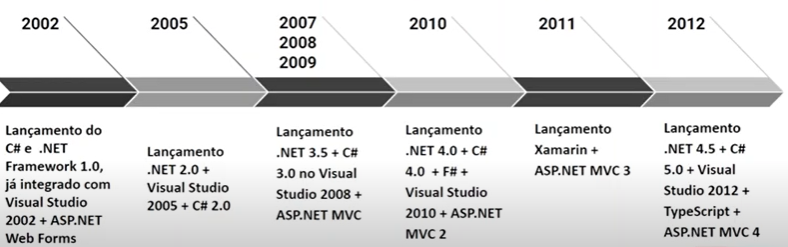 2002
Lançamento do
C# e .NET
Framework 1.0,
já integrado com
Visual Studio
2002 + ASP.NET
Web Forms
2005
Lançamento
.NET 2.0 +
Visual Studio
2005 + C# 2.0
2007
2008
2009
Lançamento
.NET 3.5 + C#
3.0 no Visual
Studio 2008 +
ASP.NET MVC
2010
Lançamento
.NET 4.0 + C#
4.0 + F# +
Visual Studio
2010 + ASP.NET
MVC 2
2011
Lançamento
Xamarin +
ASP.NET MVC 3
2012
Lançamento
.NET 4.5 + C#
5.0 + Visual
Studio 2012 +
TypeScript +
ASP.NET MVC 4